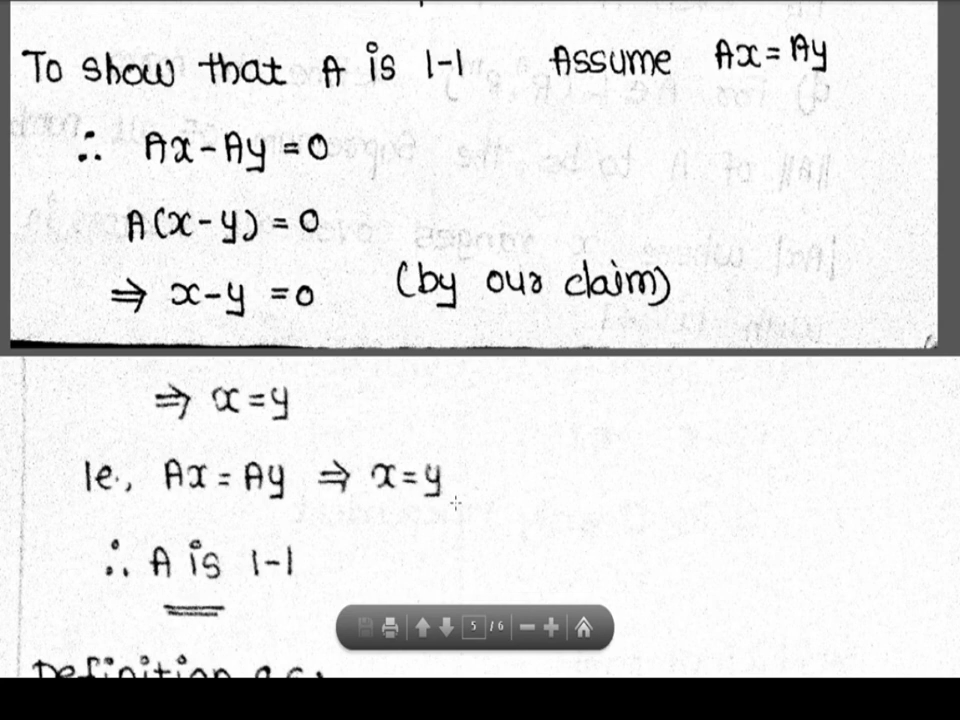 To show that A is 1-1 Assume Ax = Ay
∴ Ax - Ay = 0
A(x - y) = 0
⇒ x - y = 0 (by our claim)
⇒ x = y
Ie., Ax = Ay ⇒ x = y
∴ A is 1-1
5 / 6
Definition